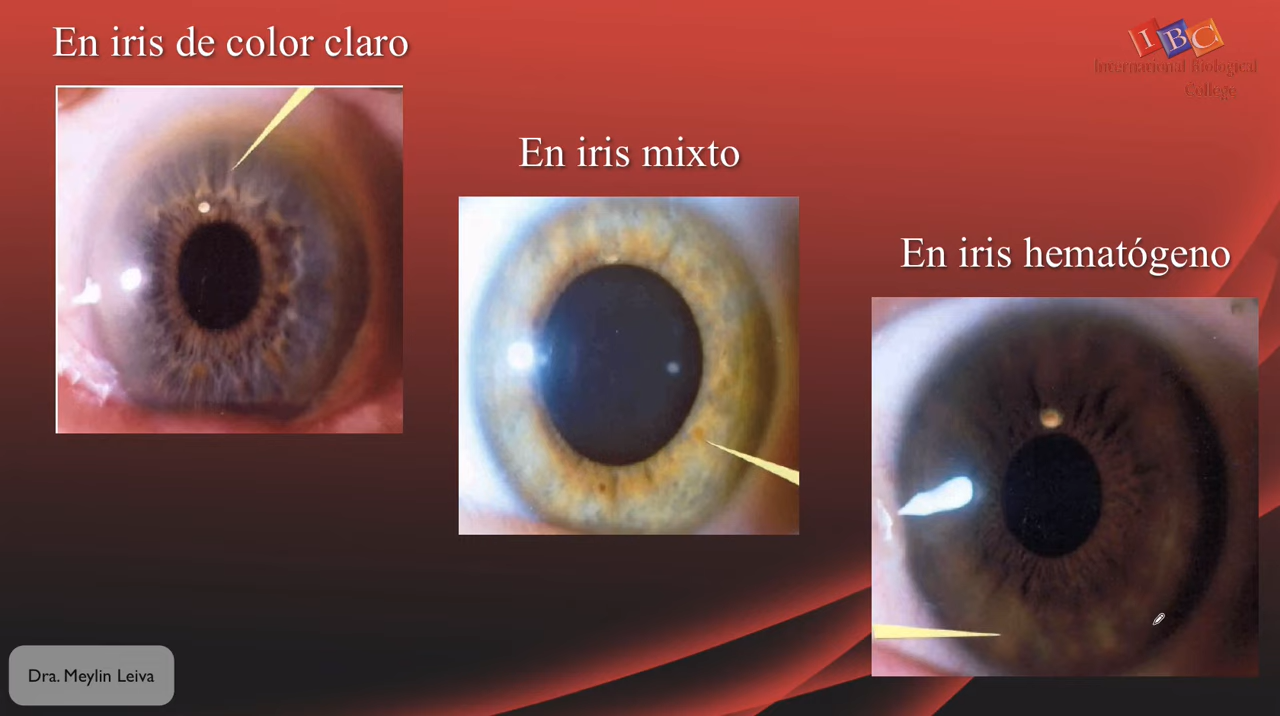 En iris de color claro
IBC
International Biological
College
En iris mixto
En iris hematógeno
Dra. Meylin Leiva